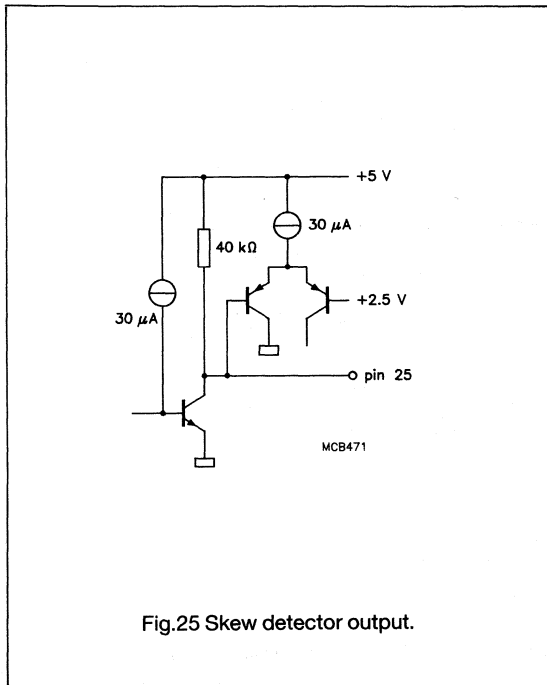 +5 V
30 μA
40 kΩ
30 μA
+2.5 V
pin 25
MCB471
Fig.25 Skew detector output.